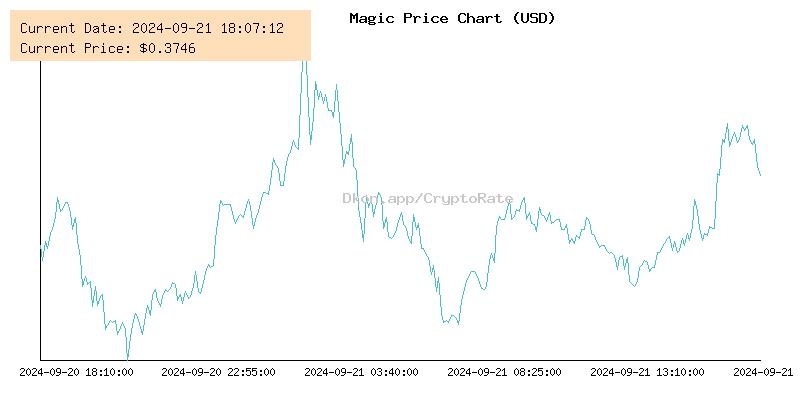 Magic Price Chart (USD)
Current Date: 2024-09-21 18:07:12
Current Price: $0.3746
Dkon.app/CryptoRate
2024-09-20 18:10:00 2024-09-20 22:55:00 2024-09-21 03:40:00 2024-09-21 08:25:00 2024-09-21 13:10:00 2024-09-21